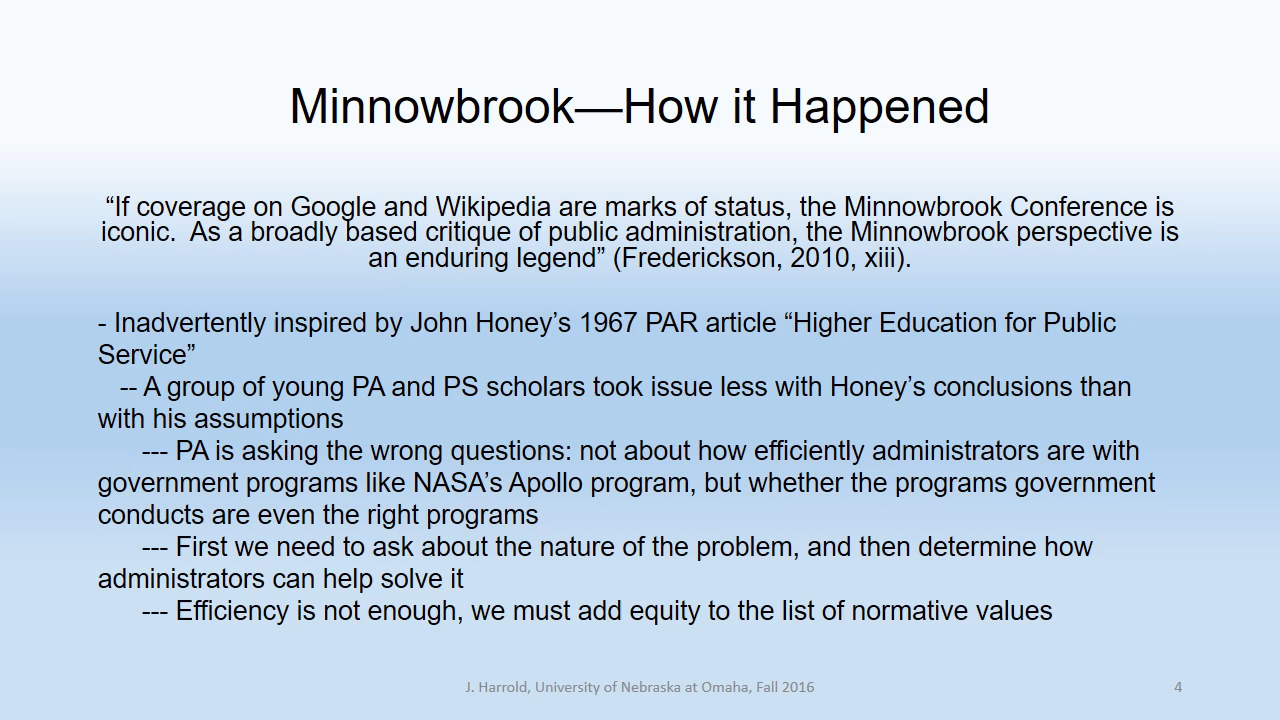 Minnowbrook—How it Happened
“If coverage on Google and Wikipedia are marks of status, the Minnowbrook Conference is
iconic.  As a broadly based critique of public administration, the Minnowbrook perspective is
an enduring legend” (Frederickson, 2010, xiii).
- Inadvertently inspired by John Honey’s 1967 PAR article “Higher Education for Public
Service”
-- A group of young PA and PS scholars took issue less with Honey’s conclusions than
with his assumptions
--- PA is asking the wrong questions: not about how efficiently administrators are with
government programs like NASA’s Apollo program, but whether the programs government
conducts are even the right programs
--- First we need to ask about the nature of the problem, and then determine how
administrators can help solve it
--- Efficiency is not enough, we must add equity to the list of normative values
J. Harrold, University of Nebraska at Omaha, Fall 2016
4